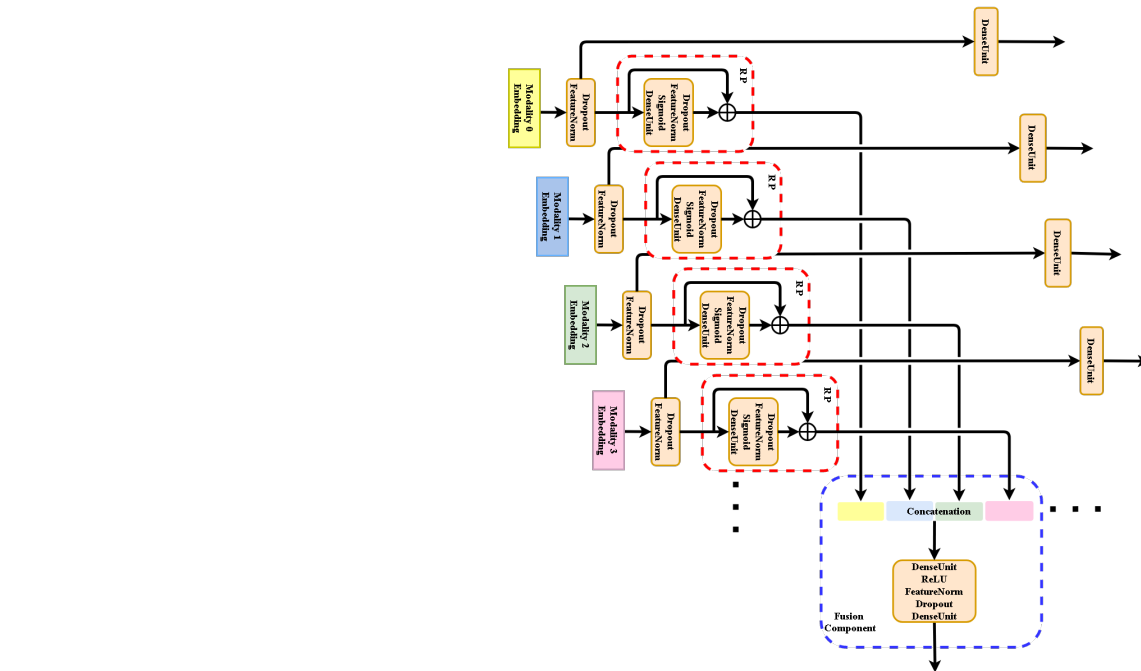 DenseUnit
Modality 0
Embedding
Dropout
FeatureNorm
Dropout
FeatureNorm
Sigmoid
DenseUnit
RP
DenseUnit
Modality 1
Embedding
Dropout
FeatureNorm
Dropout
FeatureNorm
Sigmoid
DenseUnit
RP
DenseUnit
Modality 2
Embedding
Dropout
FeatureNorm
Dropout
FeatureNorm
Sigmoid
DenseUnit
RP
DenseUnit
Modality 3
Embedding
Dropout
FeatureNorm
Dropout
FeatureNorm
Sigmoid
DenseUnit
RP
Concatenation
DenseUnit
ReLU
FeatureNorm
Dropout
DenseUnit
Fusion
Component